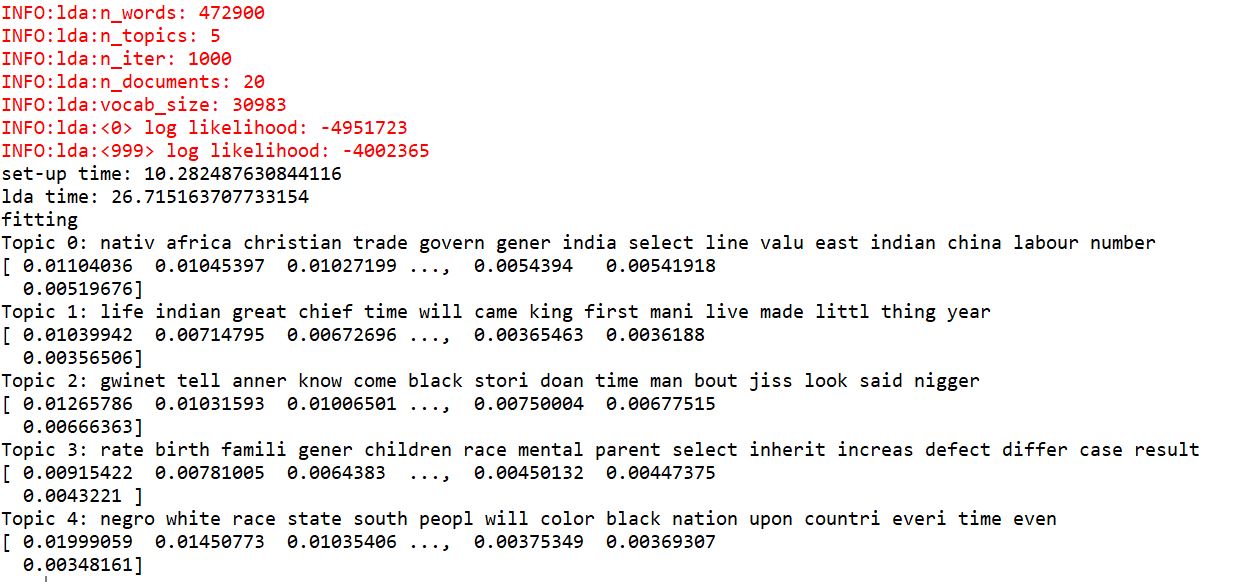 INFO:lda:n_words: 472900
INFO:lda:n_topics: 5
INFO:lda:n_iter: 1000
INFO:lda:n_documents: 20
INFO:lda:vocab_size: 30983
INFO:lda:<0> log likelihood: -4951723
INFO:lda:<999> log likelihood: -4002365
set-up time: 10.282487630844116
lda time: 26.715163707733154
fitting
Topic 0: nativ africa christian trade govern gener india select line valu east indian china labour number
[ 0.01104036 0.01045397 0.01027199 ..., 0.0054394 0.00541918
0.00519676]
Topic 1: life indian great chief time will came king first mani live made littl thing year
[ 0.01039942 0.00714795 0.00672696 ..., 0.00365463 0.0036188
0.00356506]
Topic 2: gwinet tell anner know come black stori doan time man bout jiss look said nigger
[ 0.01265786 0.01031593 0.01006501 ..., 0.00750004 0.00677515
0.00666363]
Topic 3: rate birth famili gener children race mental parent select inherit increas defect differ case result
[ 0.00915422 0.00781005 0.0064383 ..., 0.00450132 0.00447375
0.0043221 ]
Topic 4: negro white race state south peopl will color black nation upon countri everi time even
[ 0.01999059 0.01450773 0.01035406 ..., 0.00375349 0.00369307
0.00348161]